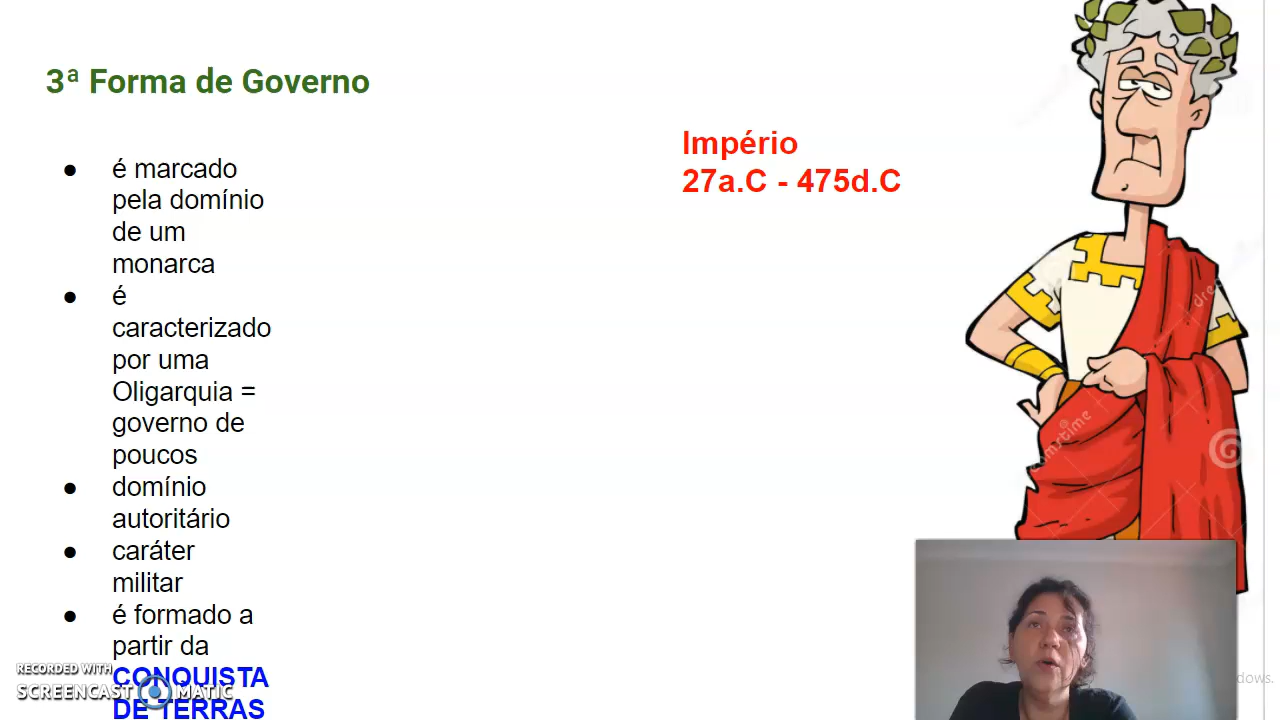 3ª Forma de Governo
● é marcado
pela domínio
de um
monarca
● é
caracterizado
por uma
Oligarquia =
governo de
poucos
● domínio
autoritário
● caráter
militar
● é formado a
partir da
CONQUISTA
DE TERRAS
Império
27a.C - 475d.C
RECORDED WITH
SCREENCAST MATIC
dows.